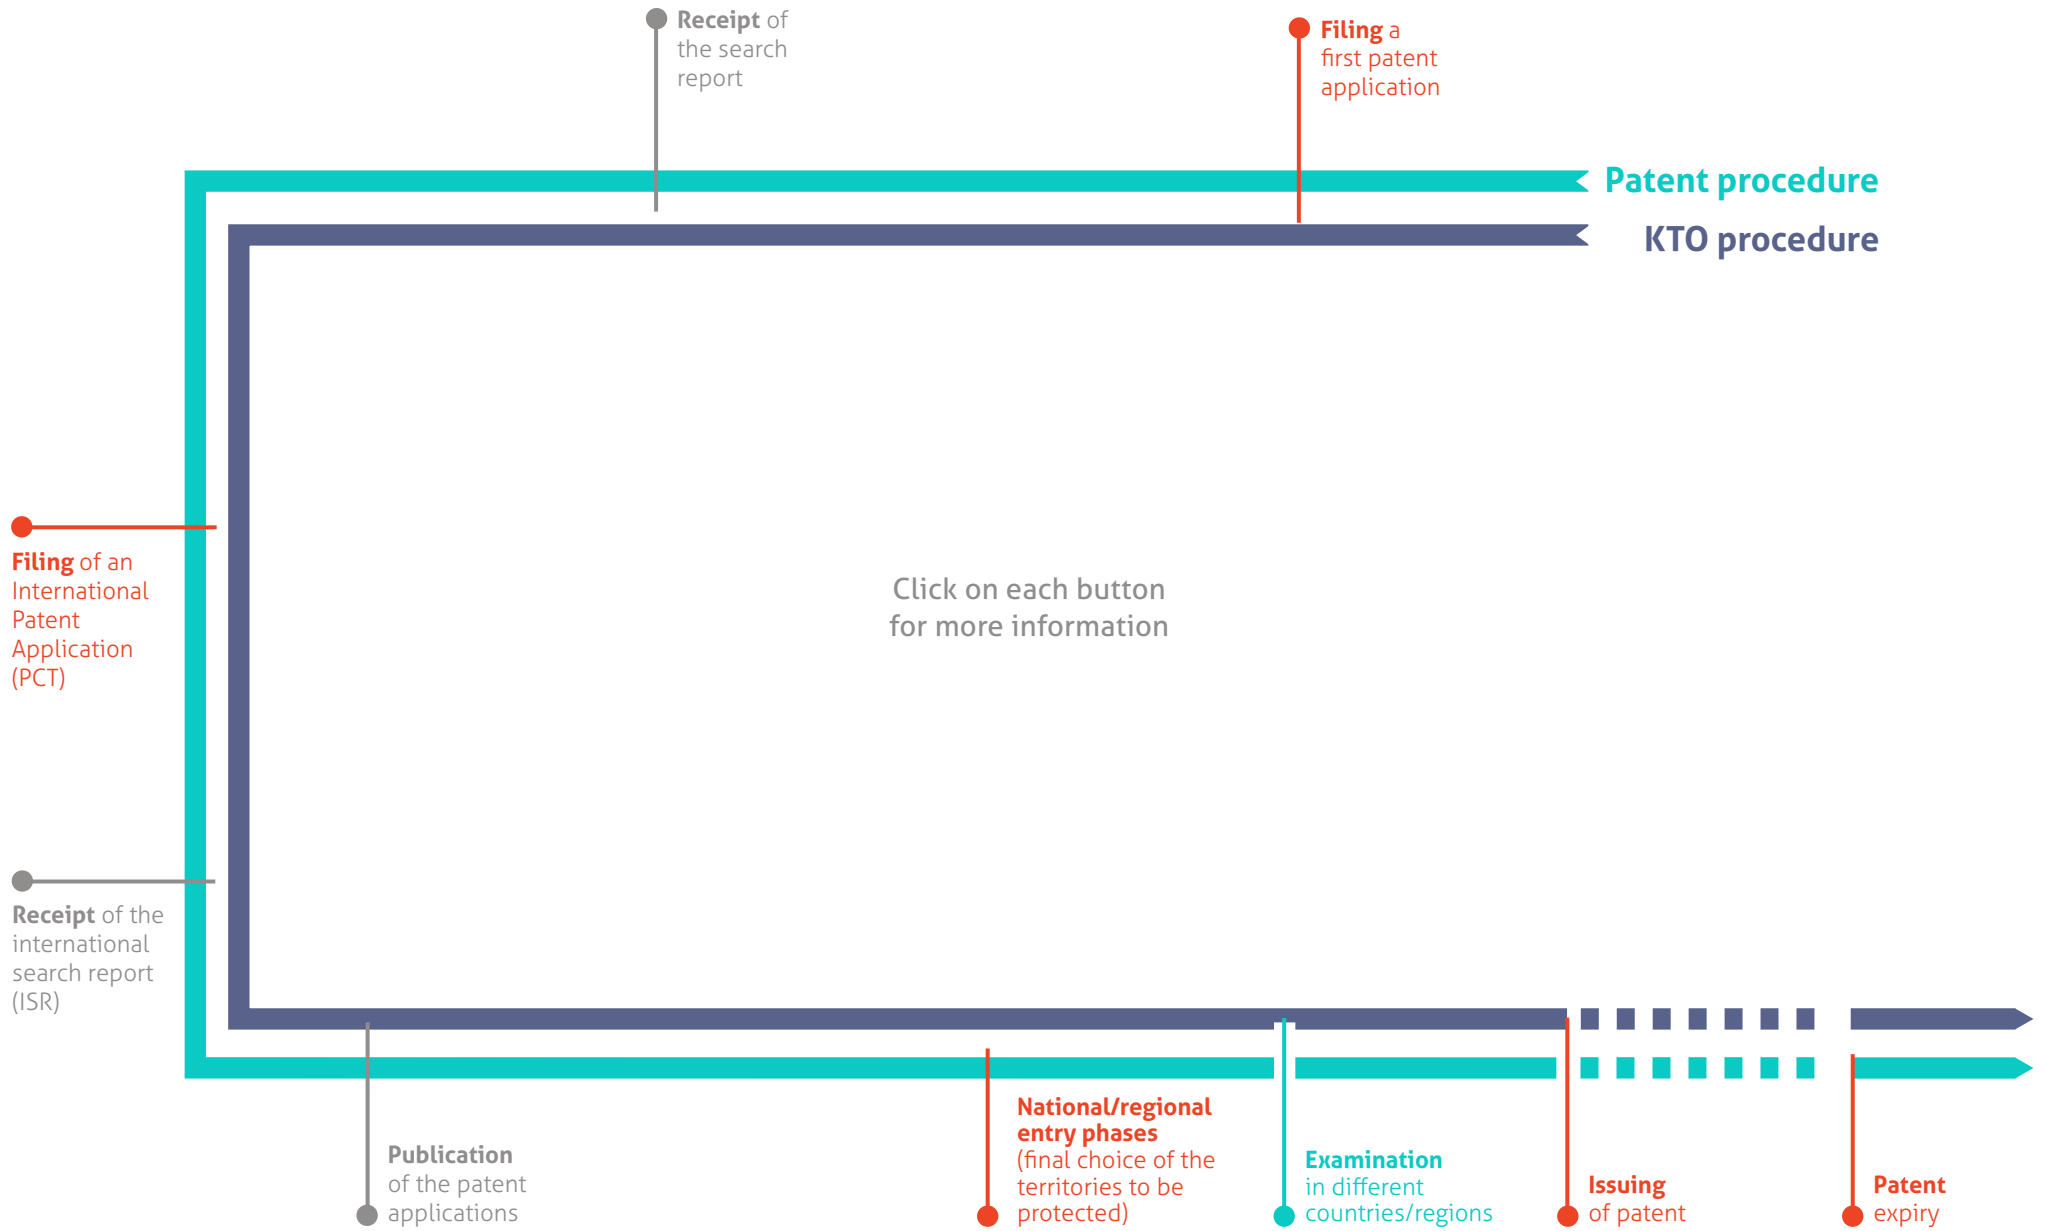 Receipt of
the search
report
Filing a
first patent
application
Patent procedure
KTO procedure
Filing of an
International
Patent
Application
(PCT)
Click on each button
for more information
Receipt of the
international
search report
(ISR)
Publication
of the patent
applications
National/regional
entry phases
(final choice of the
territories to be
protected)
Examination
in different
countries/regions
Issuing
of patent
Patent
expiry